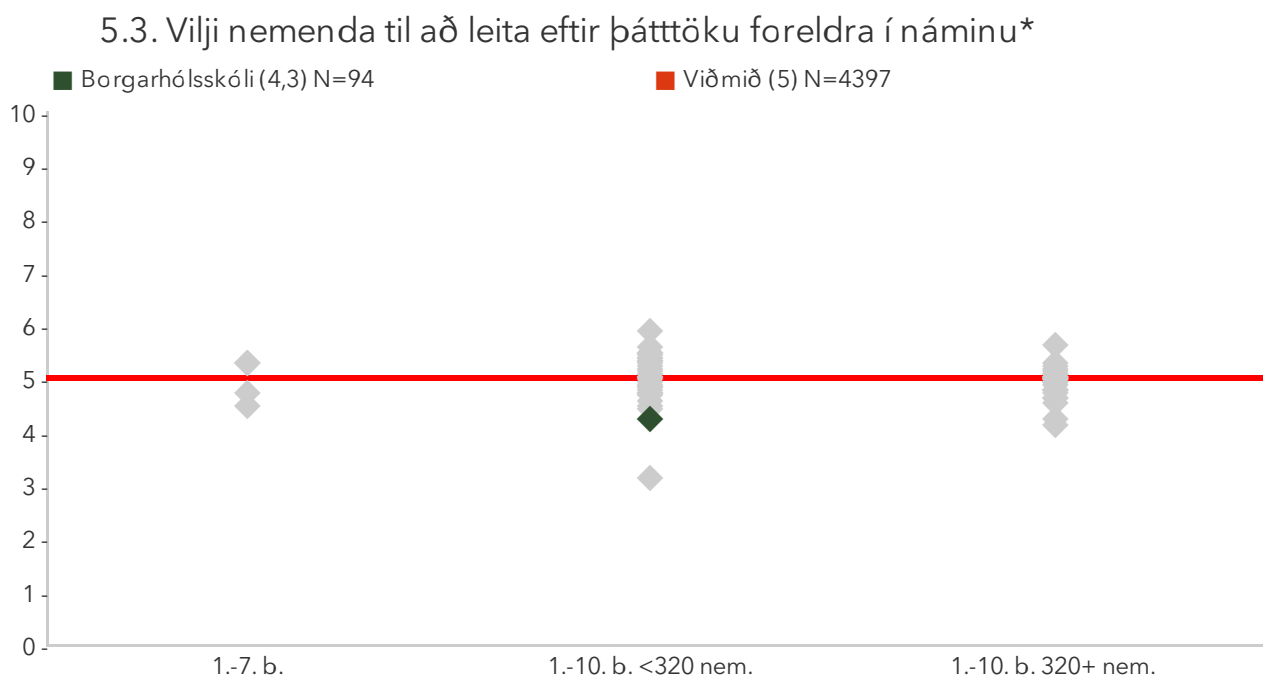 5.3. Vilji nemenda til að leita eftir þátttöku foreldra í náminu*
Borgarhólsskóli (4,3) N=94
Viðmið (5) N=4397
10
9
8
7
6
5
4
3
2
1
0
1.-7. b.
1.-10. b. <320 nem.
1.-10. b. 320+ nem.